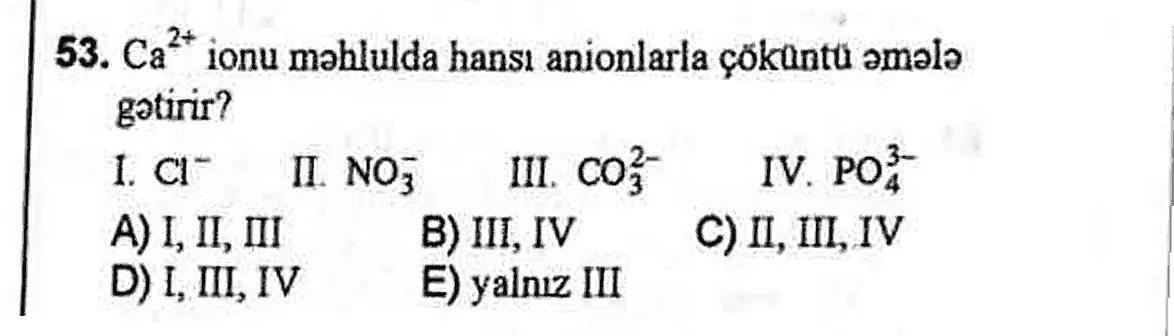 53. Ca²⁺ ionu məhlulda hansı anionlarla çöküntü əmələ
gətirir?
I. Cl⁻ II. NO₃⁻ III. CO₃²⁻ IV. PO₄³⁻
A) I, II, III B) III, IV C) II, III, IV
D) I, III, IV E) yalnız III